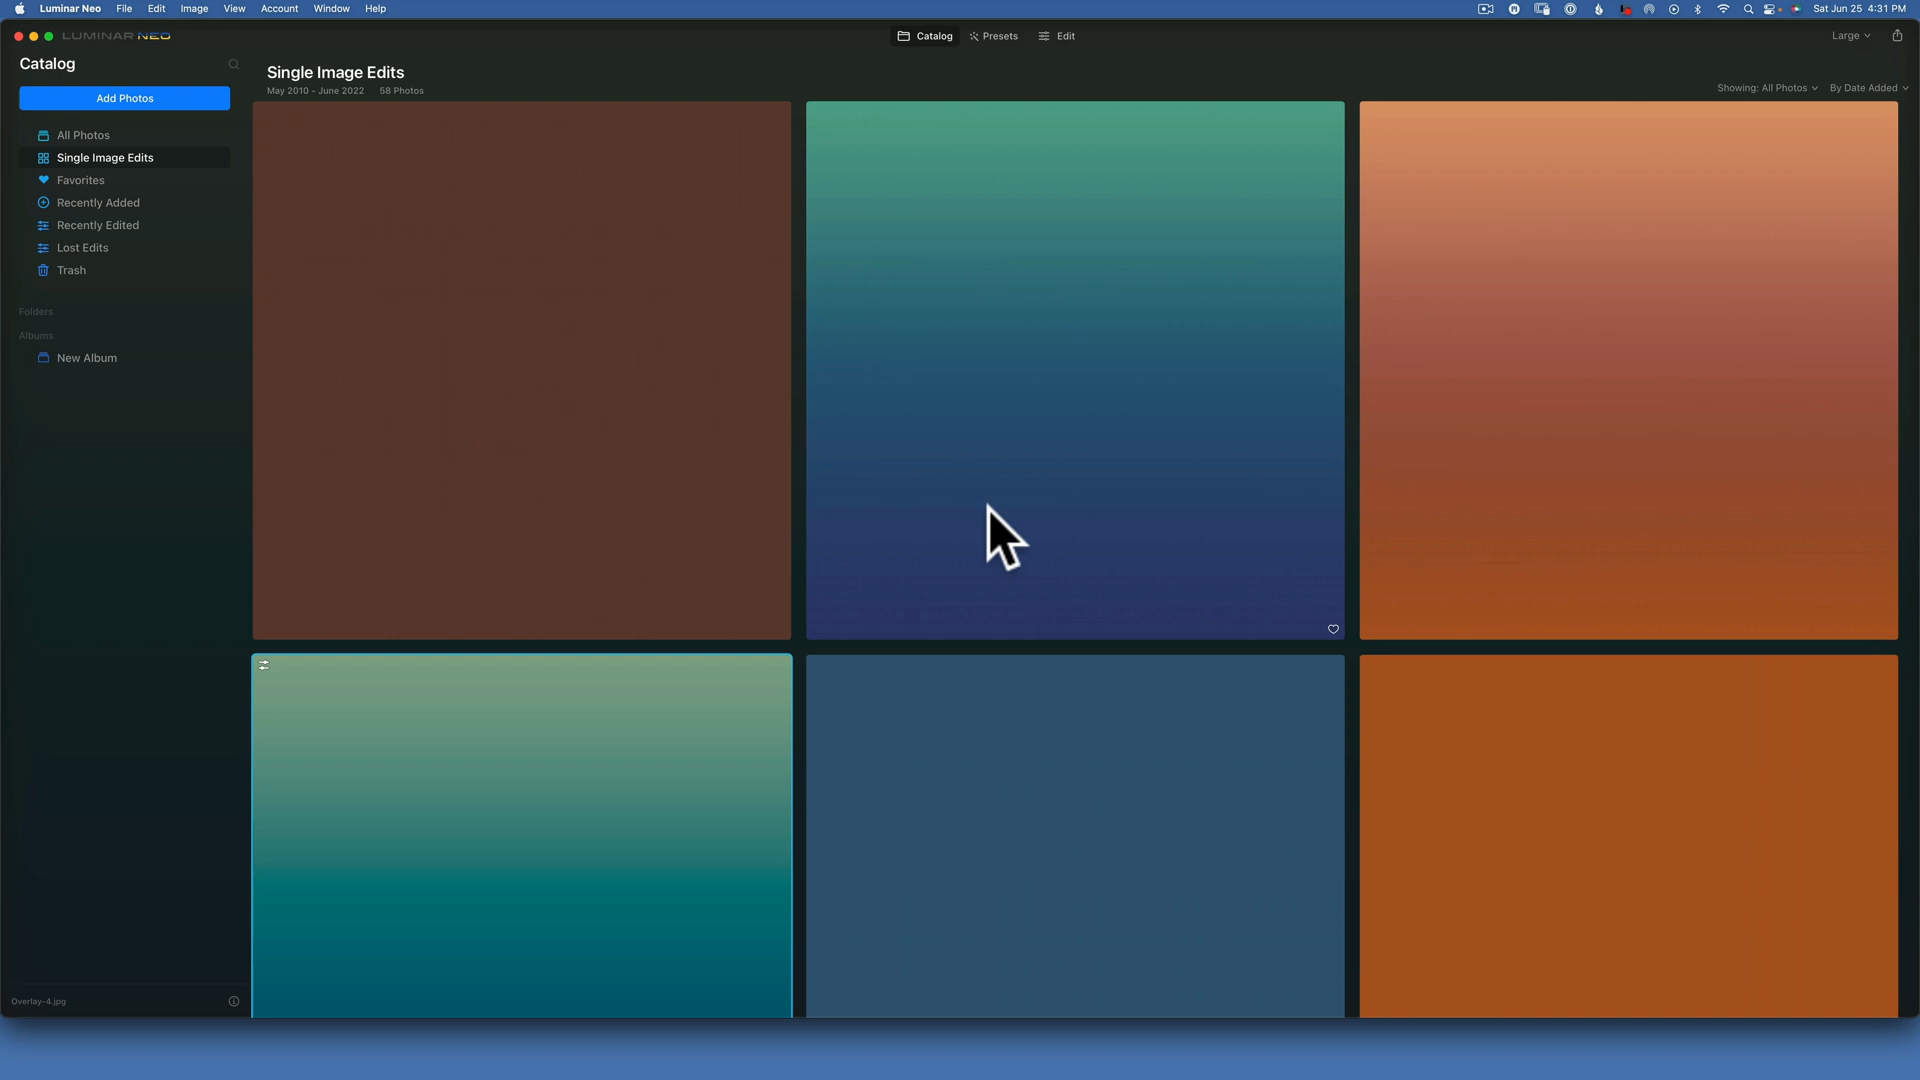 Luminar Neo File Edit Image View Account Window Help Sat Jun 25 4:31 PM
LUMINAR NEO Catalog Presets Edit Large
Catalog
Single Image Edits
May 2010 - June 2022 58 Photos
Showing: All Photos By Date Added
Add Photos
All Photos
Single Image Edits
Favorites
Recently Added
Recently Edited
Lost Edits
Trash
Folders
Albums
New Album
Overlay-4.jpg